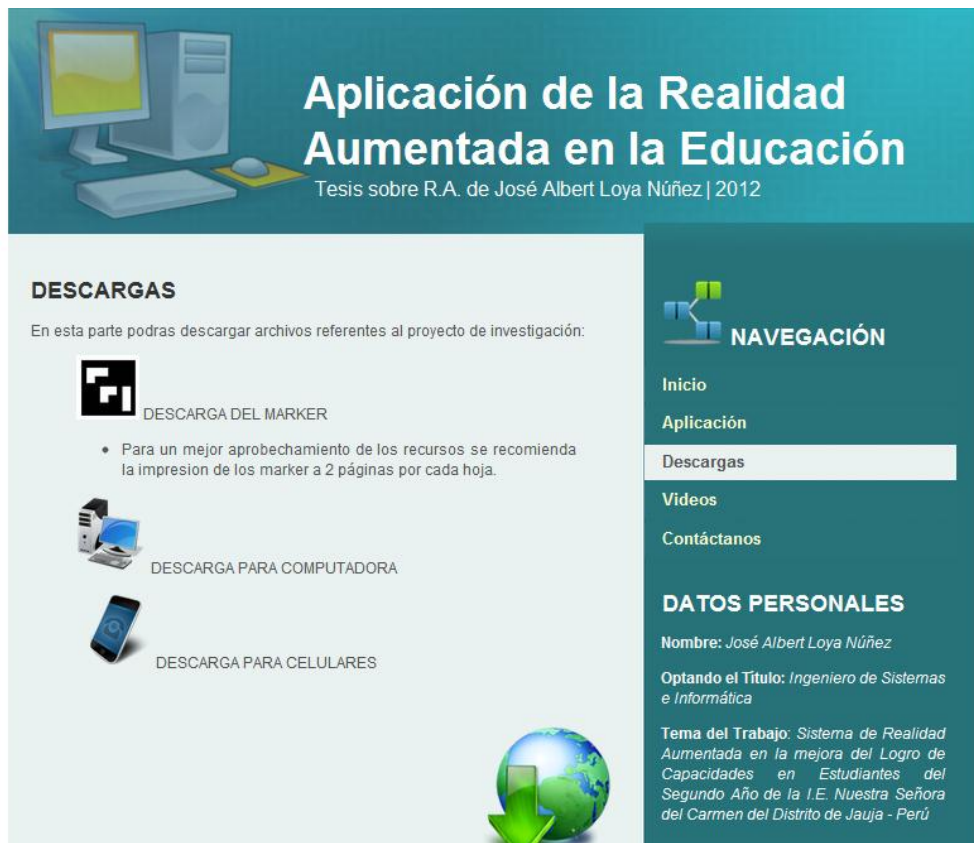 Aplicación de la Realidad
Aumentada en la Educación
Tesis sobre R.A. de José Albert Loya Núñez | 2012
DESCARGAS
En esta parte podras descargar archivos referentes al proyecto de investigación:
DESCARGA DEL MARKER
• Para un mejor aprobechamiento de los recursos se recomienda
la impresion de los marker a 2 páginas por cada hoja.
DESCARGA PARA COMPUTADORA
DESCARGA PARA CELULARES
NAVEGACIÓN
Inicio
Aplicación
Descargas
Videos
Contáctanos
DATOS PERSONALES
Nombre: José Albert Loya Núñez
Optando el Título: Ingeniero de Sistemas
e Informática
Tema del Trabajo: Sistema de Realidad
Aumentada en la mejora del Logro de
Capacidades en Estudiantes del
Segundo Año de la I.E. Nuestra Señora
del Carmen del Distrito de Jauja - Perú